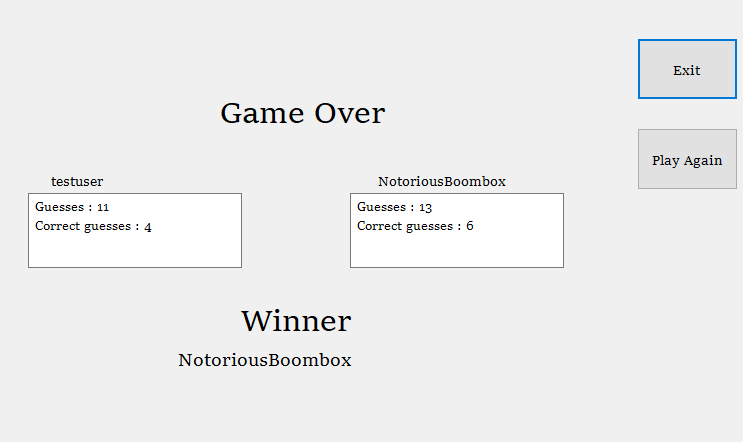 Exit
Game Over
Play Again
testuser
NotoriousBoombox
Guesses : 11
Correct guesses : 4
Guesses : 13
Correct guesses : 6
Winner
NotoriousBoombox